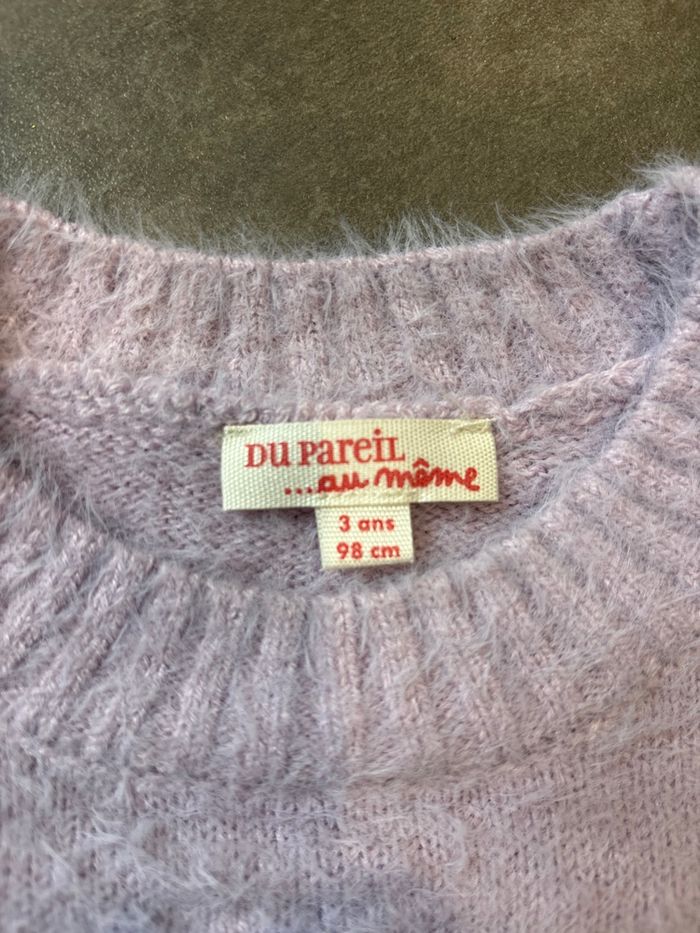 Du Pareil
...au même
3 ans
98 cm